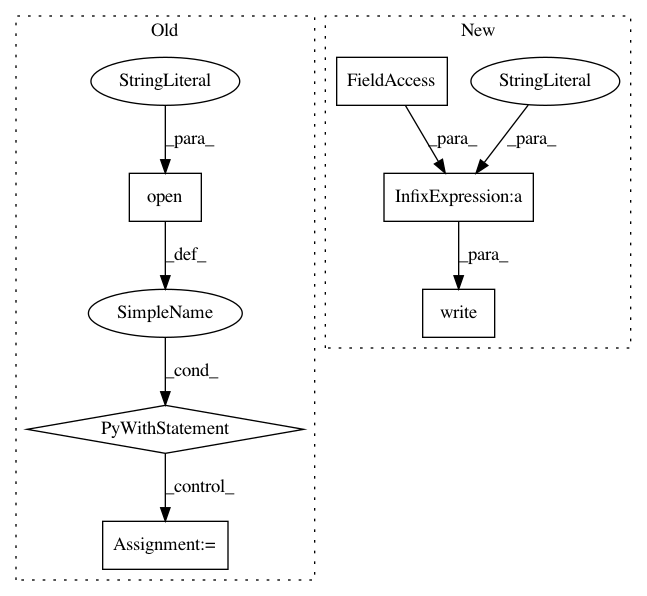 Old
StringLiteral
_para_
open
_def_
SimpleName
_cond_
PyWithStatement
_control_
Assignment:=
New
FieldAccess
StringLiteral
_para_
_para_
InfixExpression:a
_para_
write